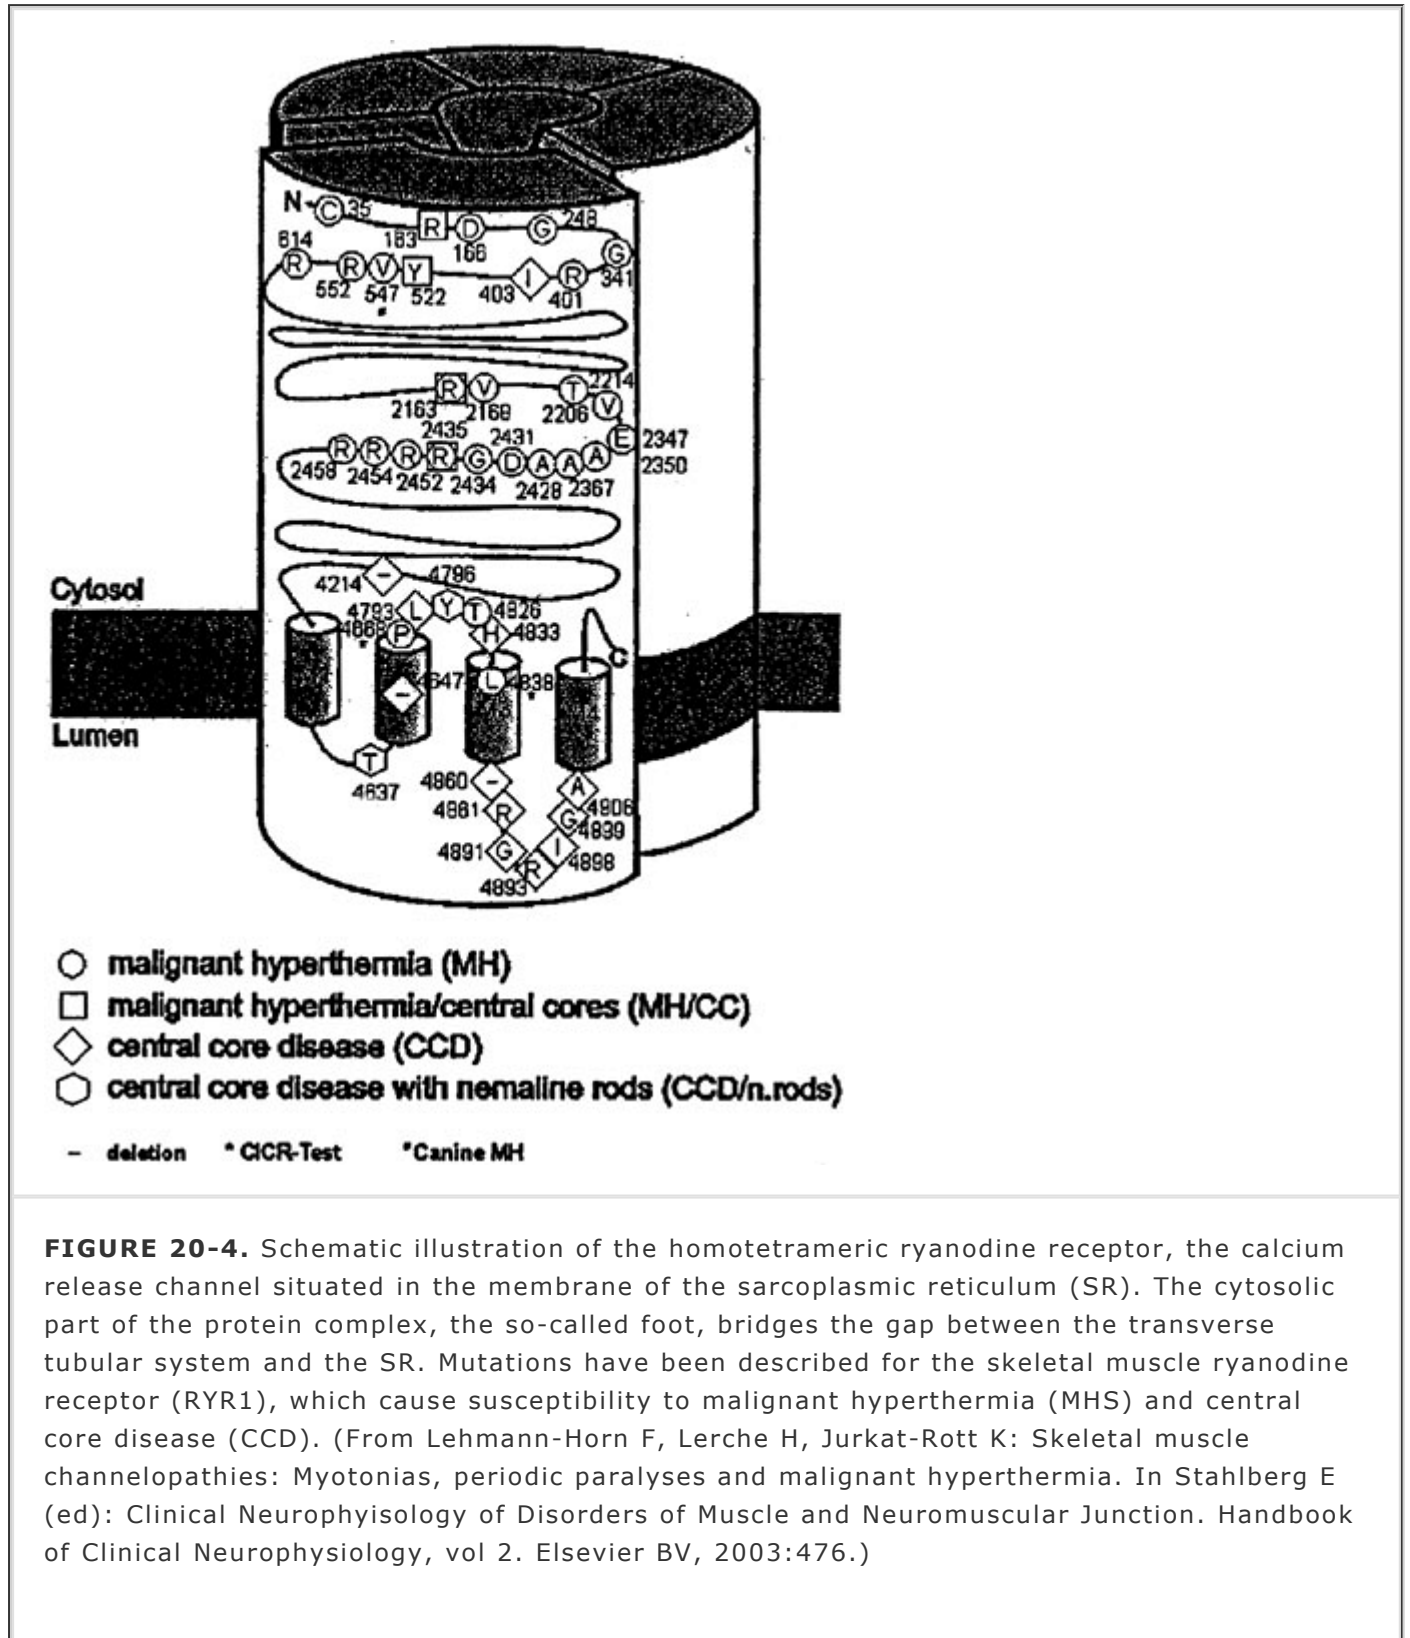 N C 35
R 163 D 166 G 248
614 G 341
R R V Y I R
552 547 522 403 401
R V T 2214
2163 2168 2206 V
2435 2431 E 2347
R R R R G D A A A 2350
2458 2454 2452 2434 2428 2367
4214 - 4796
Cytosol
4793 L Y T 4826
P H 4833
- 4647 L 4838
C
Lumen
T 4637
4860 - A
4861 R G 4899
4891 G I 4898
4893 R
malignant hyperthermia (MH)
malignant hyperthermia/central cores (MH/CC)
central core disease (CCD)
central core disease with nemaline rods (CCD/n.rods)
- deletion * CICR-Test #Canine MH
FIGURE 20-4. Schematic illustration of the homotetrameric ryanodine receptor, the calcium
release channel situated in the membrane of the sarcoplasmic reticulum (SR). The cytosolic
part of the protein complex, the so-called foot, bridges the gap between the transverse
tubular system and the SR. Mutations have been described for the skeletal muscle ryanodine
receptor (RYR1), which cause susceptibility to malignant hyperthermia (MHS) and central
core disease (CCD). (From Lehmann-Horn F, Lerche H, Jurkat-Rott K: Skeletal muscle
channelopathies: Myotonias, periodic paralyses and malignant hyperthermia. In Stahlberg E
(ed): Clinical Neurophyisology of Disorders of Muscle and Neuromuscular Junction. Handbook
of Clinical Neurophysiology, vol 2. Elsevier BV, 2003:476.)